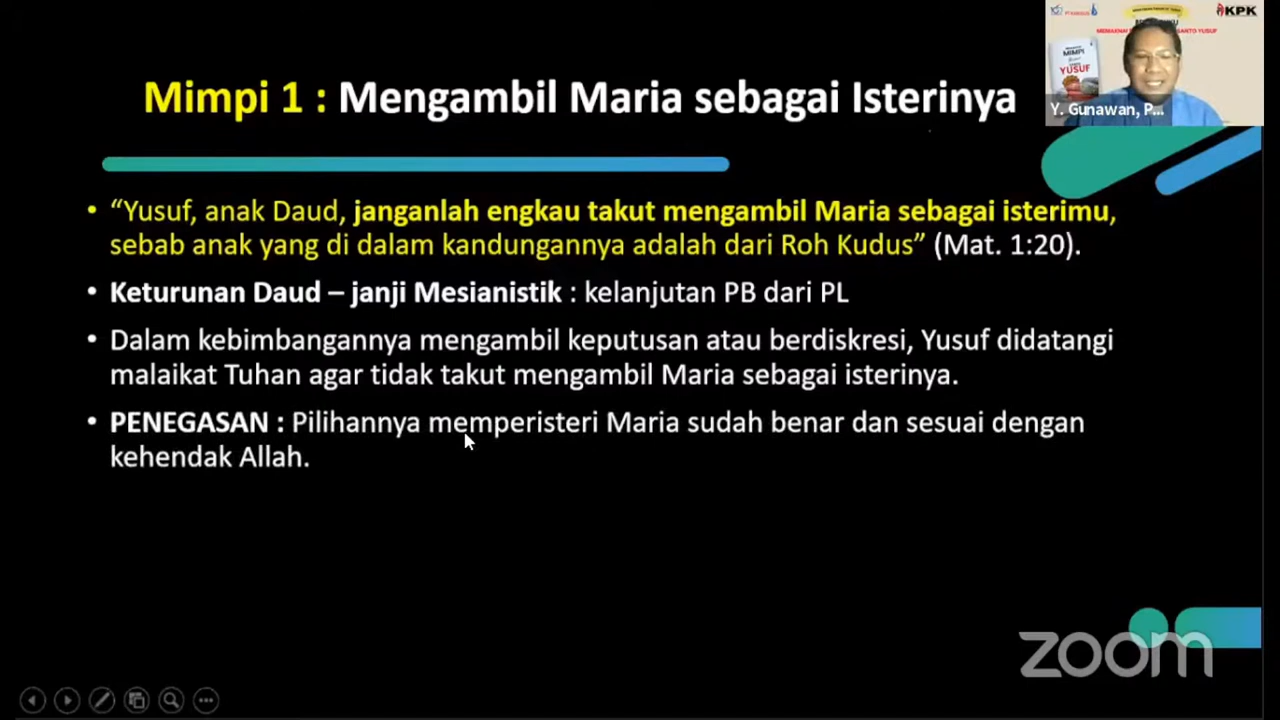 KPK
MIMPI
YUSUF
Y. Gunawan, P...
Mimpi 1 : Mengambil Maria sebagai Isterinya
• “Yusuf, anak Daud, janganlah engkau takut mengambil Maria sebagai isterimu,
sebab anak yang di dalam kandungannya adalah dari Roh Kudus” (Mat. 1:20).
• Keturunan Daud – janji Mesianistik : kelanjutan PB dari PL
• Dalam kebimbangannya mengambil keputusan atau berdiskresi, Yusuf didatangi
malaikat Tuhan agar tidak takut mengambil Maria sebagai isterinya.
• PENEGASAN : Pilihannya memperisteri Maria sudah benar dan sesuai dengan
kehendak Allah.
zoom